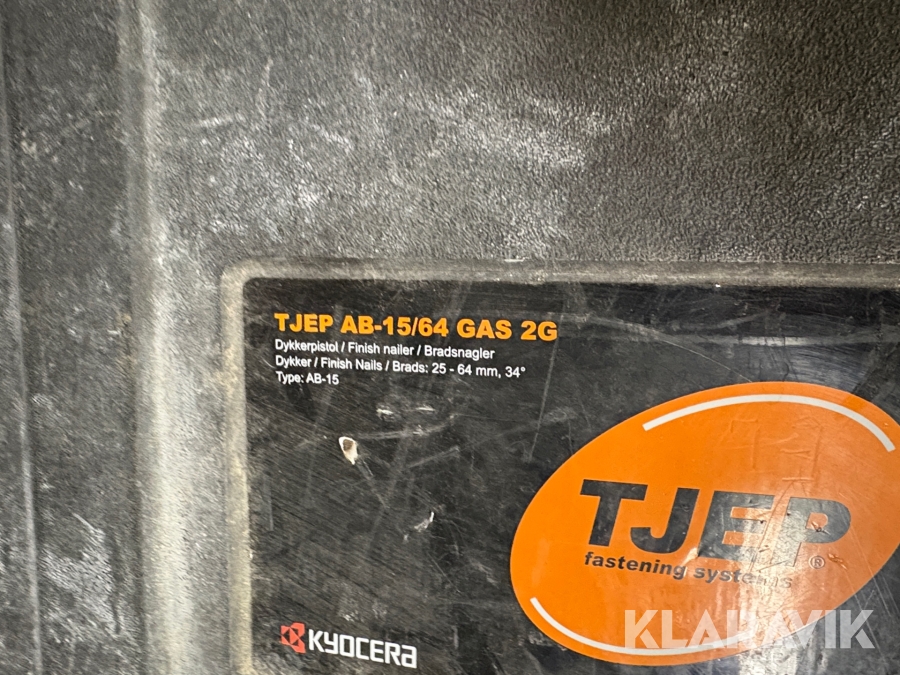 TJEP AB-15/64 GAS 2G
Dykkerpistol / Finish nailer / Bradsnagler
Dykker / Finish Nails / Brads: 25 - 64 mm, 34°
Type: AB-15
TJEP
fastening systems
®
KYOCERA
KLARAVIK